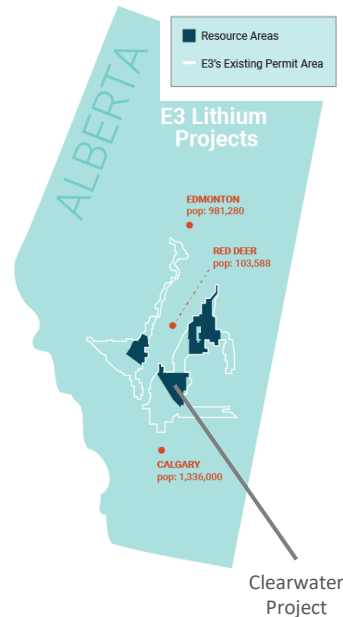 Resource Areas
E3's Existing Permit Area
ALBERTA
E3 Lithium
Projects
EDMONTON
pop: 981,280
RED DEER
pop: 103,588
CALGARY
pop: 1,336,000
Clearwater
Project